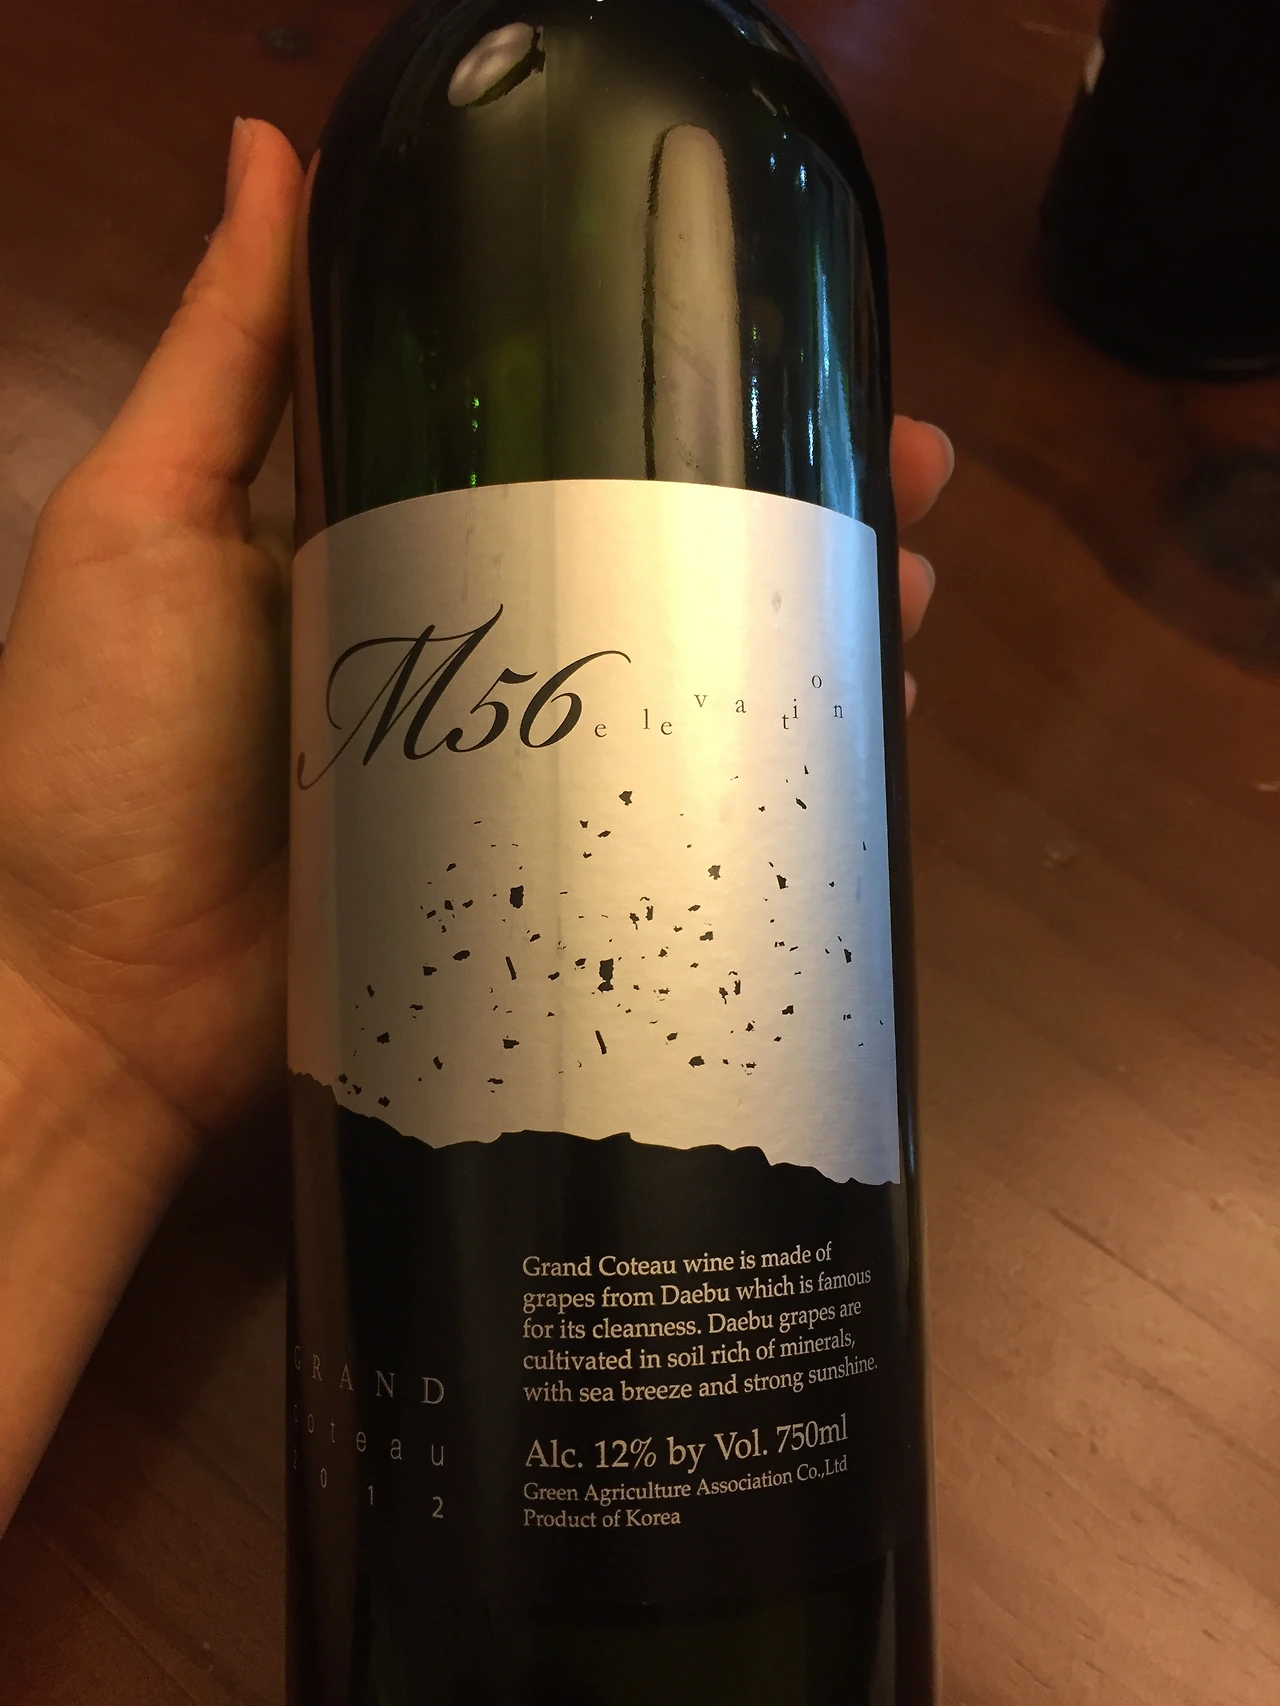 M56 elevation
Grand Coteau wine is made of
grapes from Daebu which is famous
for its cleanness. Daebu grapes are
cultivated in soil rich of minerals,
with sea breeze and strong sunshine.
Alc. 12% by Vol. 750ml
Green Agriculture Association Co.,Ltd
Product of Korea
GRAND
coteau
2012